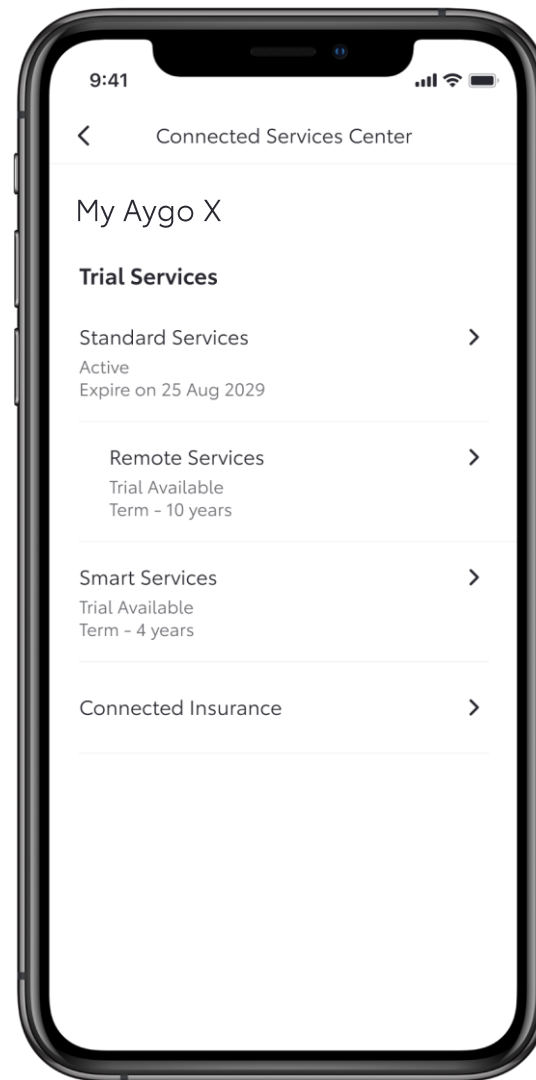 9:41
Connected Services Center
My Aygo X
Trial Services
Standard Services
Active
Expire on 25 Aug 2029
Remote Services
Trial Available
Term - 10 years
Smart Services
Trial Available
Term - 4 years
Connected Insurance